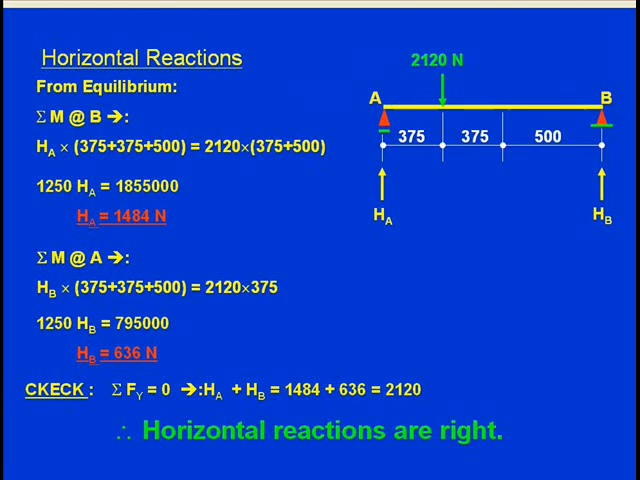 Horizontal Reactions
From Equilibrium:
Σ M @ B ➔:
H_A × (375+375+500) = 2120×(375+500)
1250 H_A = 1855000
H_A = 1484 N
Σ M @ A ➔:
H_B × (375+375+500) = 2120×375
1250 H_B = 795000
H_B = 636 N
CKECK : Σ F_Y = 0 ➔:H_A + H_B = 1484 + 636 = 2120
∴ Horizontal reactions are right.
2120 N
A B
375 375 500
H_A H_B